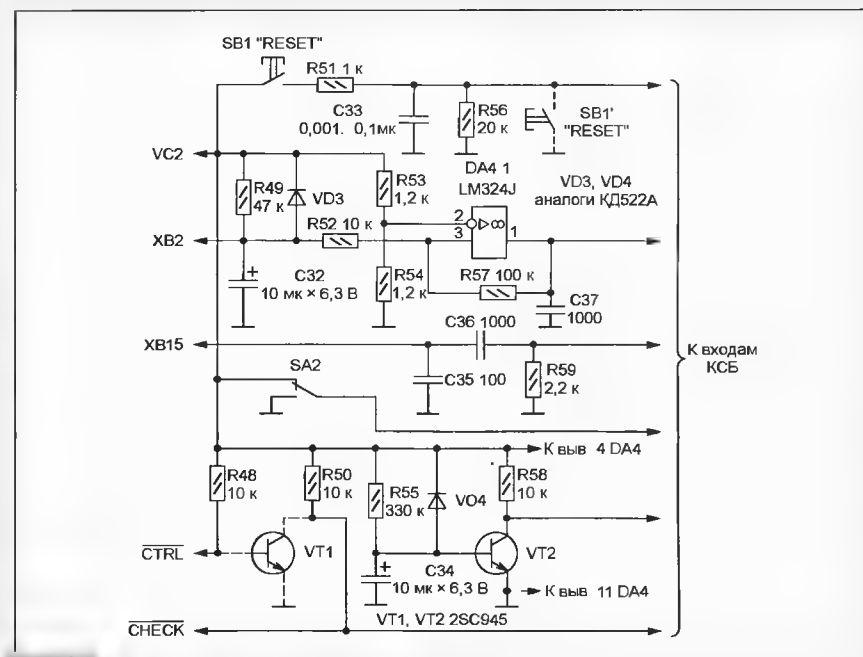 SB1 "RESET"
R51 1 к
C33
0,001. 0,1мк
R56
20 к
SB1'
"RESET"
VC2
R49
47 к
VD3
R53
1,2 к
DA4 1
LM324J
VD3, VD4
аналоги КД522А
R52 10 к
2
3
▷∞
1
XB2
C32
10 мк × 6,3 В
+
R54
1,2 к
R57 100 к
C37
1000
C36 1000
XB15
C35 100
R59
2,2 к
К входам
КСБ
SA2
К выв 4 DA4
R48
10 к
R50
10 к
R55
330 к
VO4
R58
10 к
CTRL
VT1
VT2
+
C34
10 мк × 6,3 В
К выв 11 DA4
VT1, VT2 2SC945
CHECK